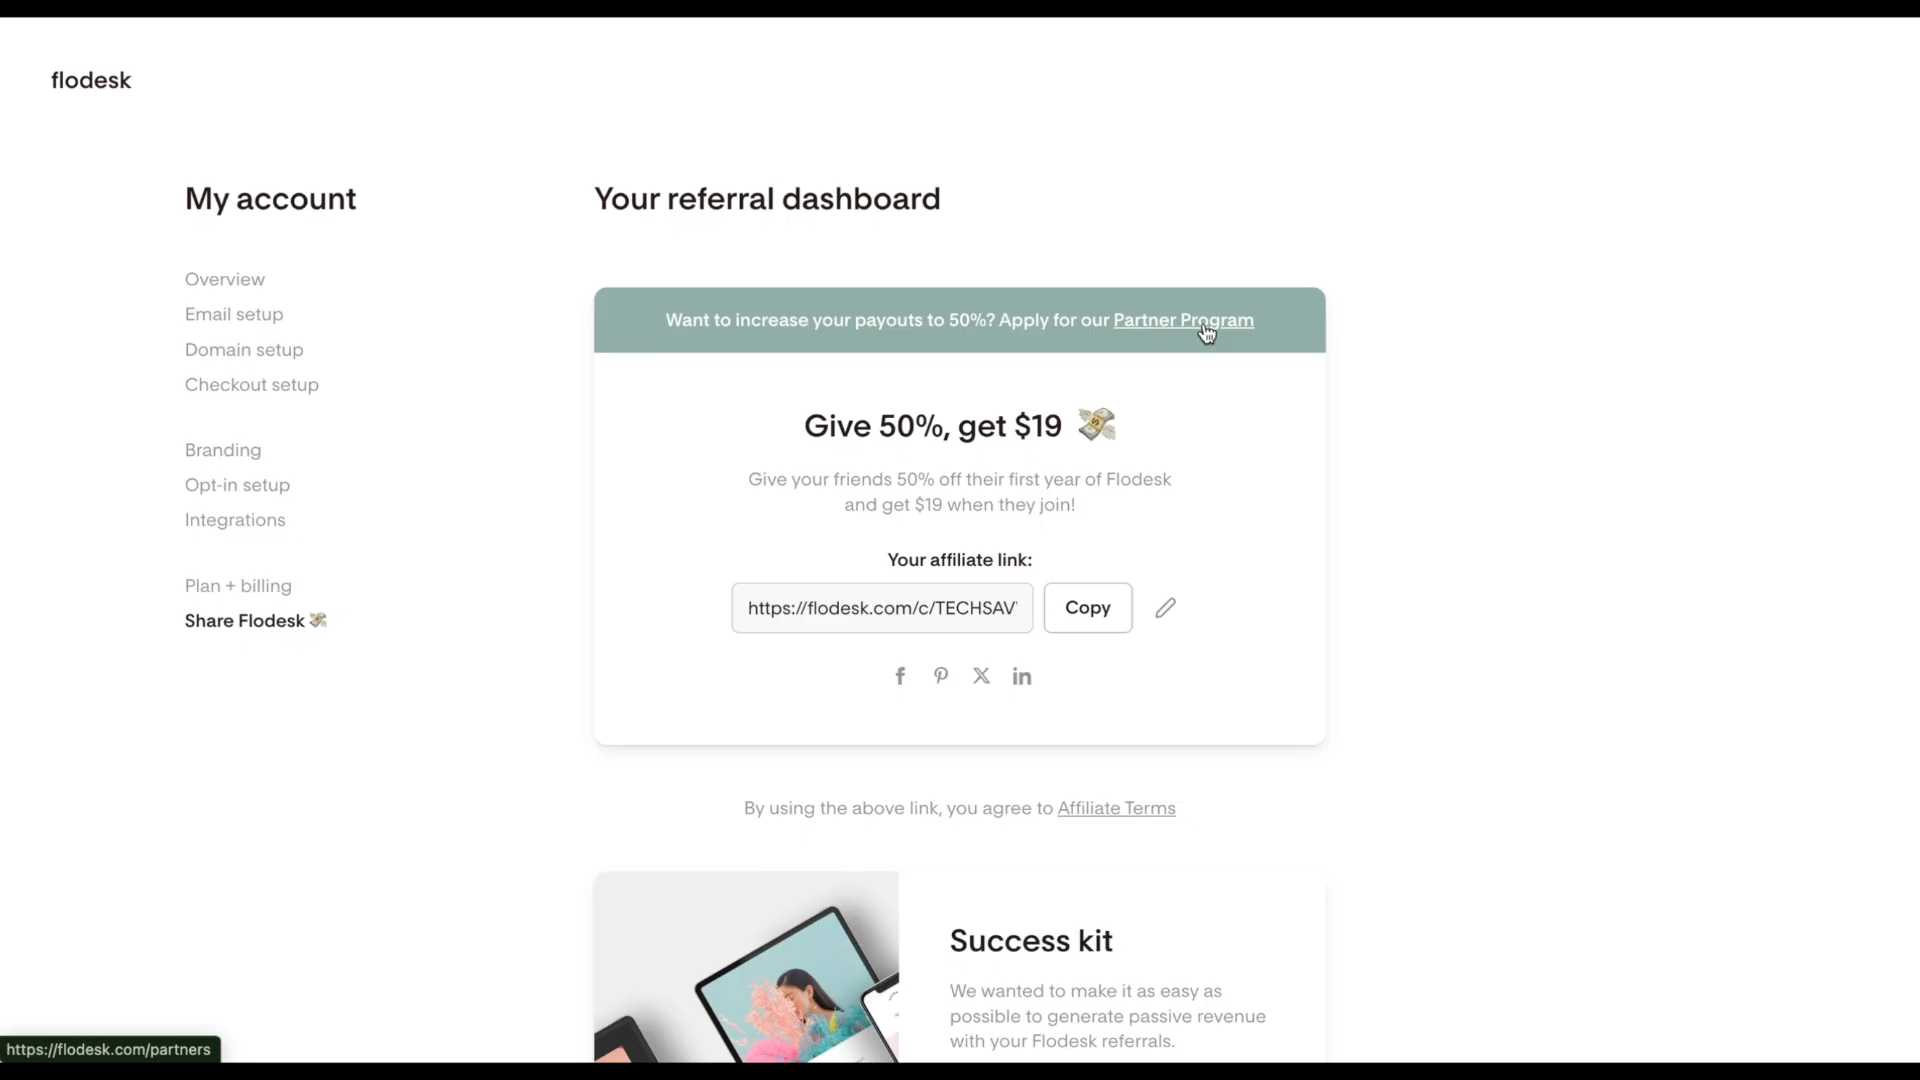 flodesk
My account
Overview
Email setup
Domain setup
Checkout setup
Branding
Opt-in setup
Integrations
Plan + billing
Share Flodesk 💸
Your referral dashboard
Want to increase your payouts to 50%? Apply for our Partner Program
Give 50%, get $19 💸
Give your friends 50% off their first year of Flodesk
and get $19 when they join!
Your affiliate link:
https://flodesk.com/c/TECHSAV
Copy
By using the above link, you agree to Affiliate Terms
Success kit
We wanted to make it as easy as
possible to generate passive revenue
with your Flodesk referrals.
https://flodesk.com/partners